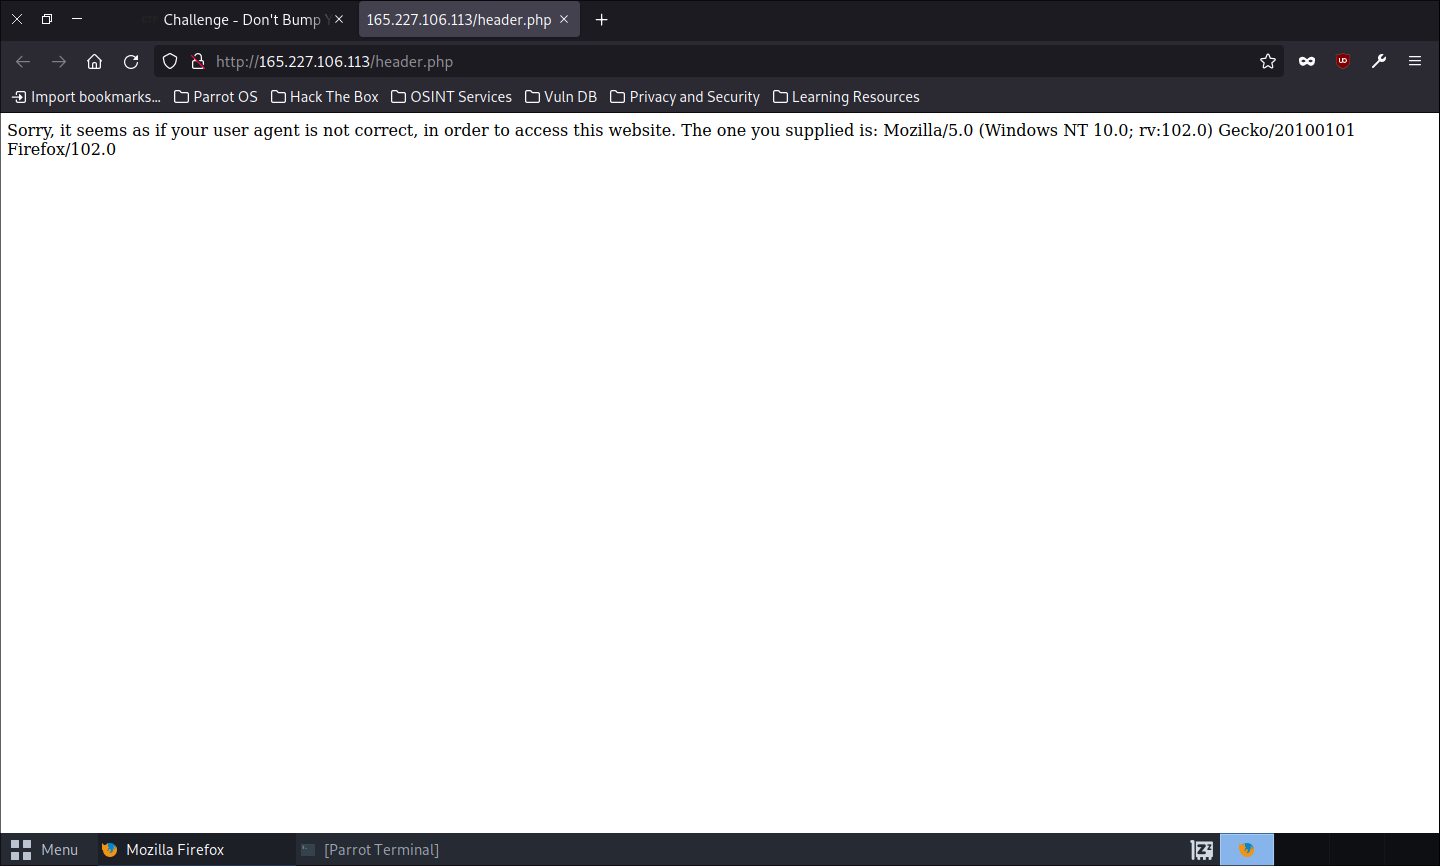 Challenge - Don't Bump
165.227.106.113/header.php
http://165.227.106.113/header.php
Import bookmarks... Parrot OS Hack The Box OSINT Services Vuln DB Privacy and Security Learning Resources
Sorry, it seems as if your user agent is not correct, in order to access this website. The one you supplied is: Mozilla/5.0 (Windows NT 10.0; rv:102.0) Gecko/20100101
Firefox/102.0
Menu Mozilla Firefox [Parrot Terminal]